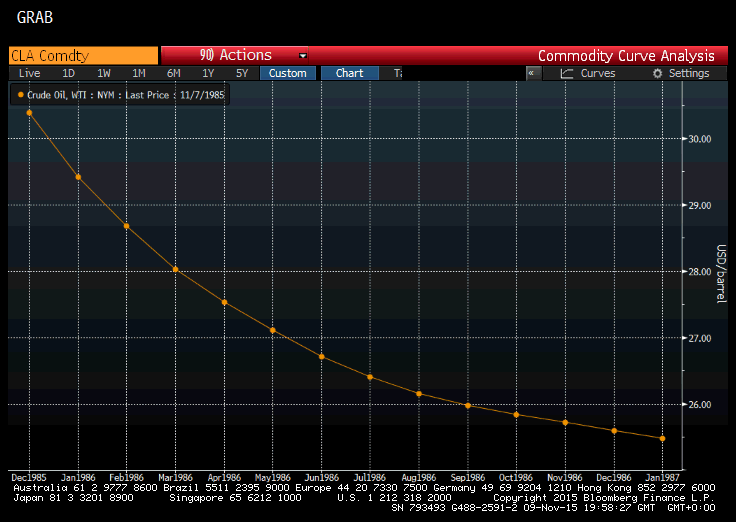 GRAB
CLA Comdty 90) Actions Commodity Curve Analysis
Live 1D 1W 1M 6M 1Y 5Y Custom Chart Ta « Curves Settings
Crude Oil, WTI : NYM : Last Price : 11/7/1985
30.00
29.00
28.00
27.00
26.00
USD/barrel
Dec1985 Jan1986 Feb1986 Mar1986 Apr1986 May1986 Jun1986 Jul1986 Aug1986 Sep1986 Oct1986 Nov1986 Dec1986 Jan1987
Australia 61 2 9777 8600 Brazil 5511 2395 9000 Europe 44 20 7330 7500 Germany 49 69 9204 1210 Hong Kong 852 2977 6000
Japan 81 3 3201 8900 Singapore 65 6212 1000 U.S. 1 212 318 2000 Copyright 2015 Bloomberg Finance L.P.
SN 793493 G488-2591-2 09-Nov-15 19:58:27 GMT GMT+0:00